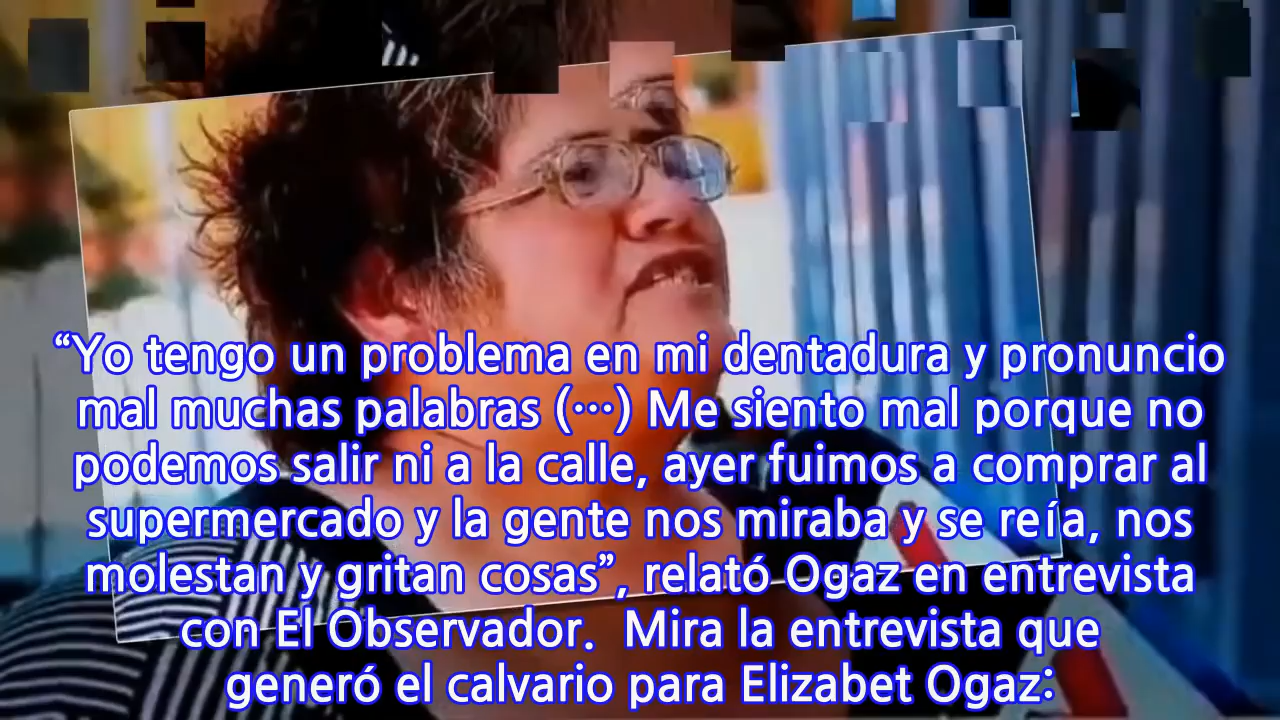 “Yo tengo un problema en mi dentadura y pronuncio
mal muchas palabras (···) Me siento mal porque no
podemos salir ni a la calle, ayer fuimos a comprar al
supermercado y la gente nos miraba y se reía, nos
molestan y gritan cosas”, relató Ogaz en entrevista
con El Observador.  Mira la entrevista que
generó el calvario para Elizabet Ogaz: